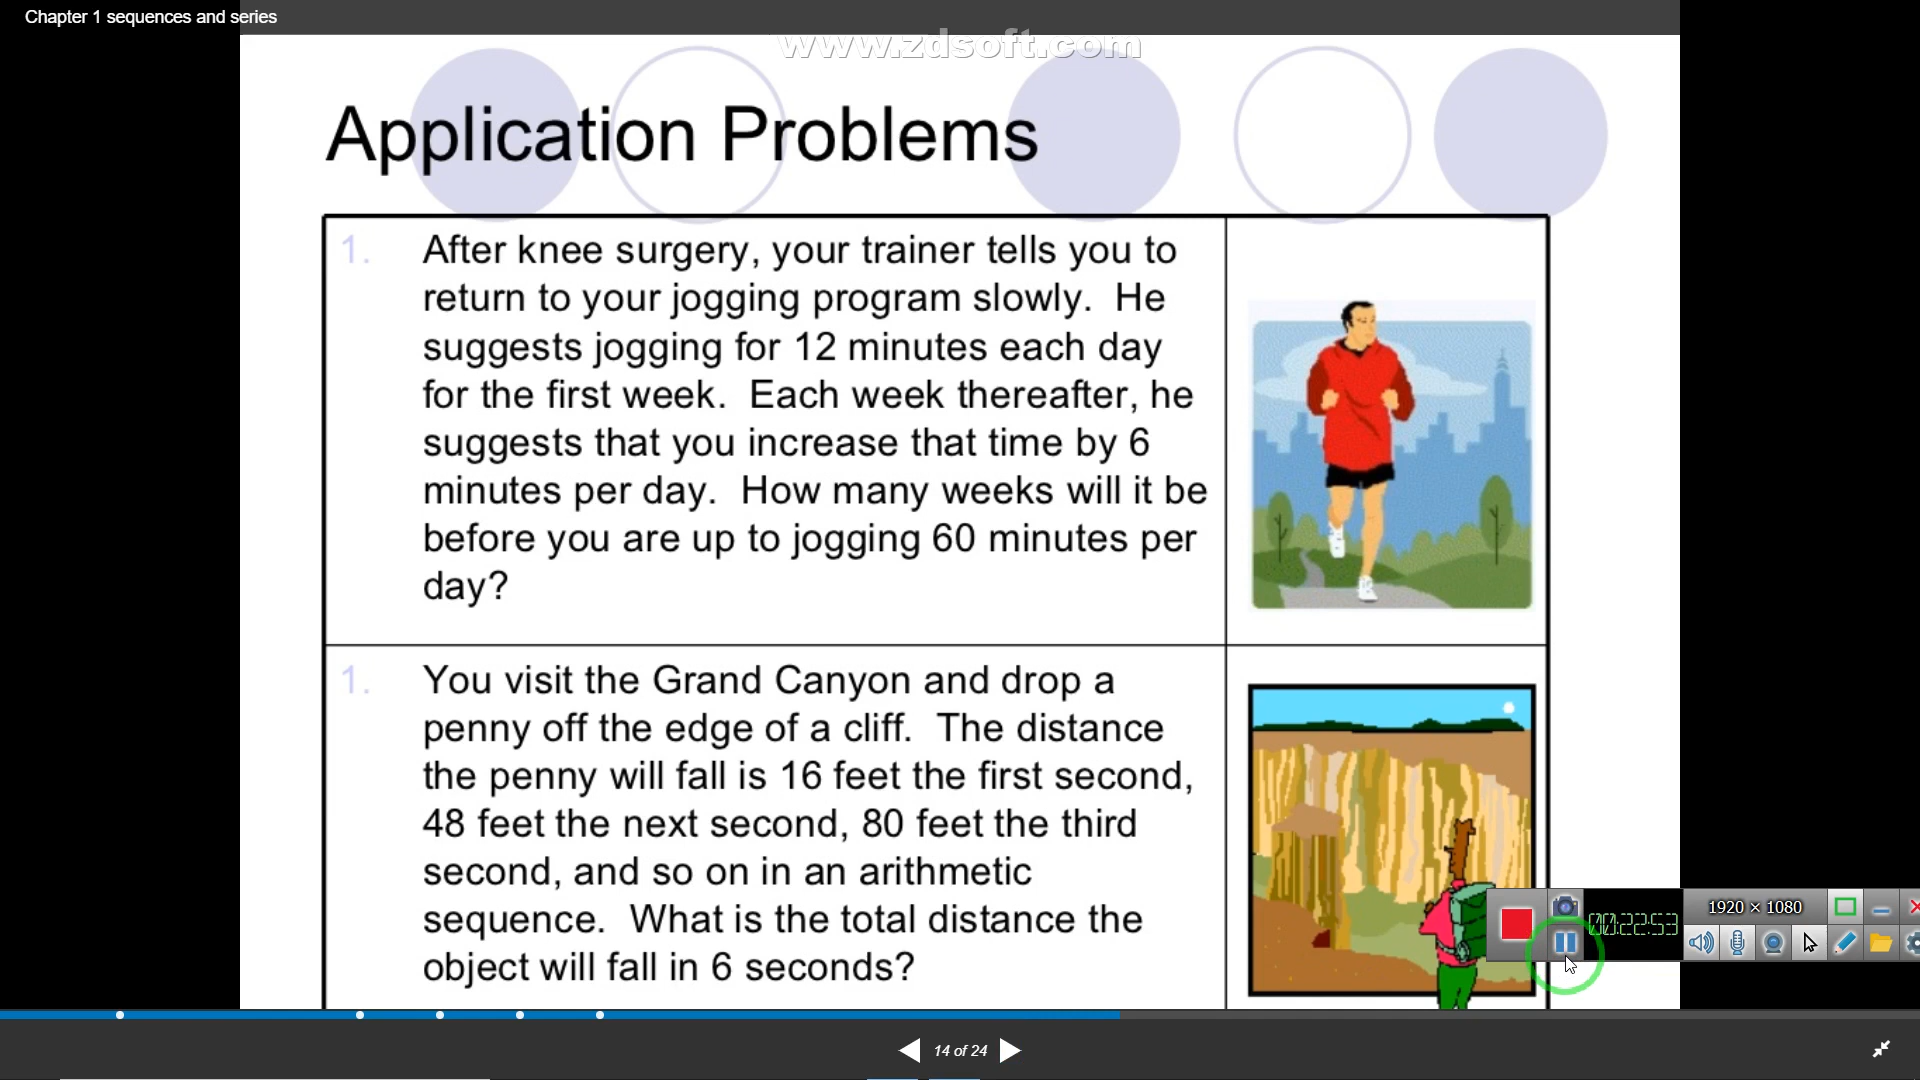 Chapter 1 sequences and series
www.zdsoft.com
Application Problems
1. After knee surgery, your trainer tells you to
return to your jogging program slowly. He
suggests jogging for 12 minutes each day
for the first week. Each week thereafter, he
suggests that you increase that time by 6
minutes per day. How many weeks will it be
before you are up to jogging 60 minutes per
day?
1. You visit the Grand Canyon and drop a
penny off the edge of a cliff. The distance
the penny will fall is 16 feet the first second,
48 feet the next second, 80 feet the third
second, and so on in an arithmetic
sequence. What is the total distance the
object will fall in 6 seconds?
00:22:53
1920 × 1080
14 of 24